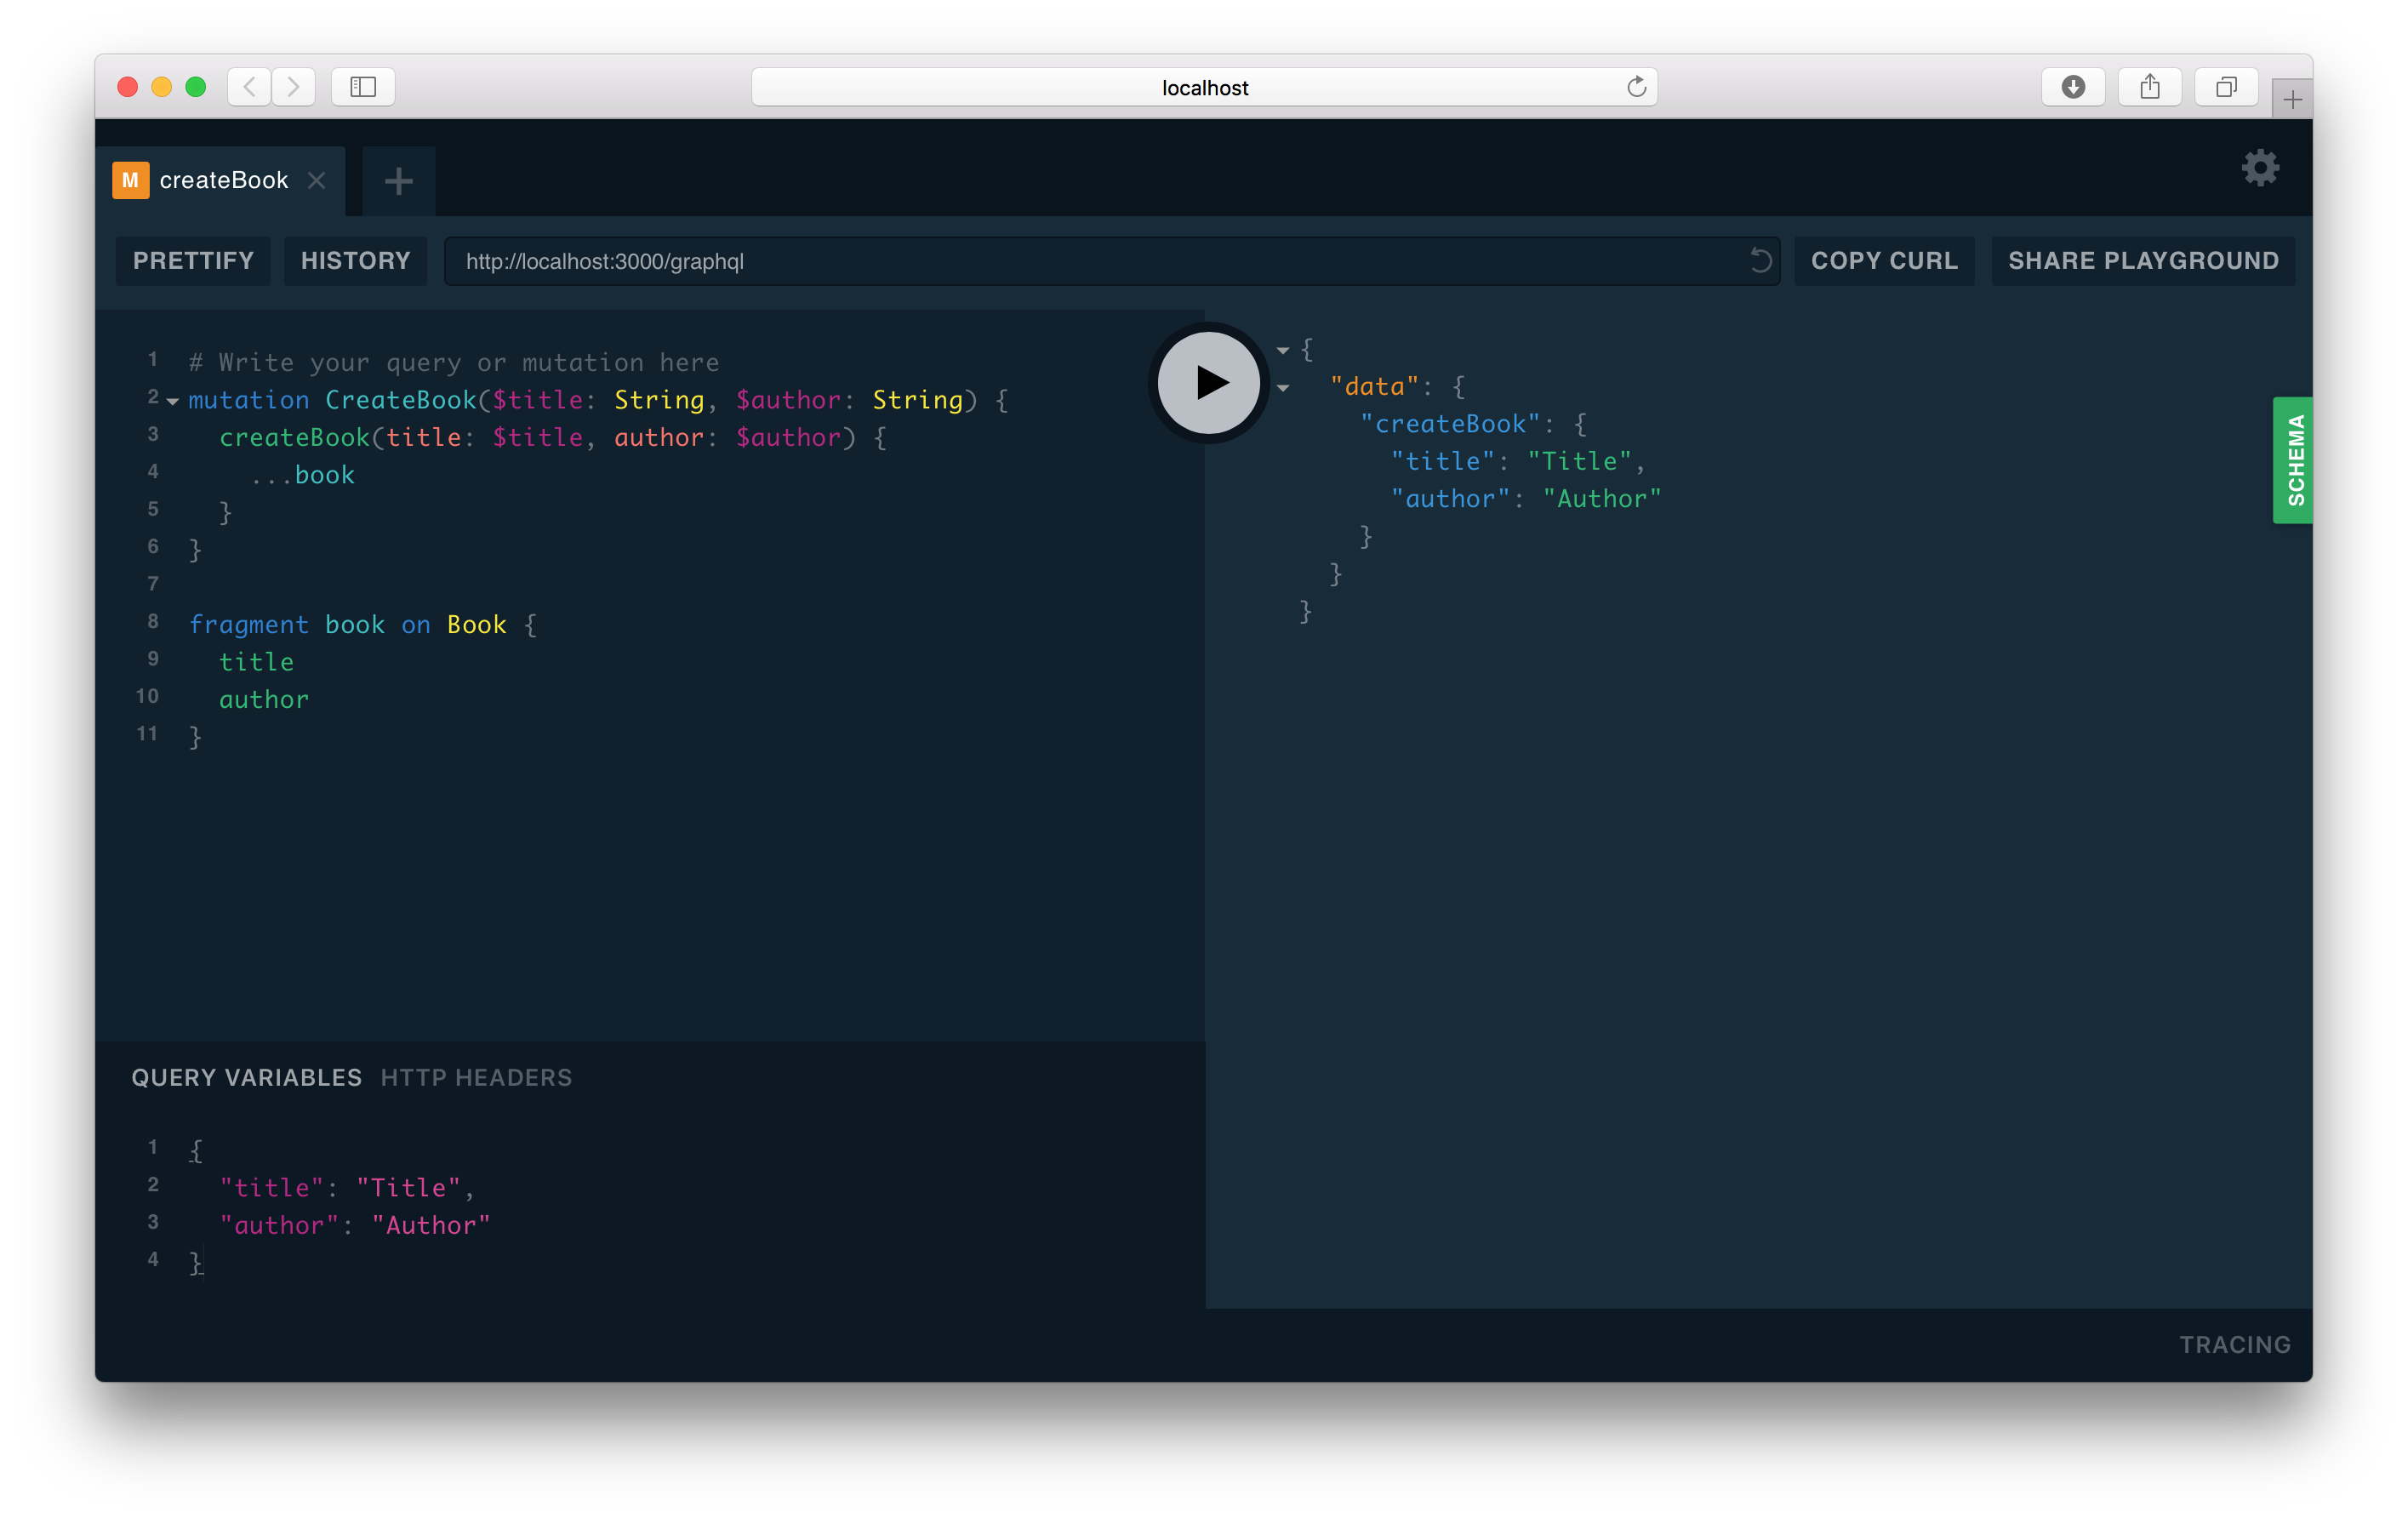 localhost
M createBook
PRETTIFY HISTORY http://localhost:3000/graphql COPY CURL SHARE PLAYGROUND
1 # Write your query or mutation here
2 mutation CreateBook($title: String, $author: String) {
3   createBook(title: $title, author: $author) {
4     ...book
5   }
6 }
7
8 fragment book on Book {
9   title
10   author
11 }
{
  "data": {
    "createBook": {
      "title": "Title",
      "author": "Author"
    }
  }
}
SCHEMA
QUERY VARIABLES HTTP HEADERS
1 {
2   "title": "Title",
3   "author": "Author"
4 }
TRACING